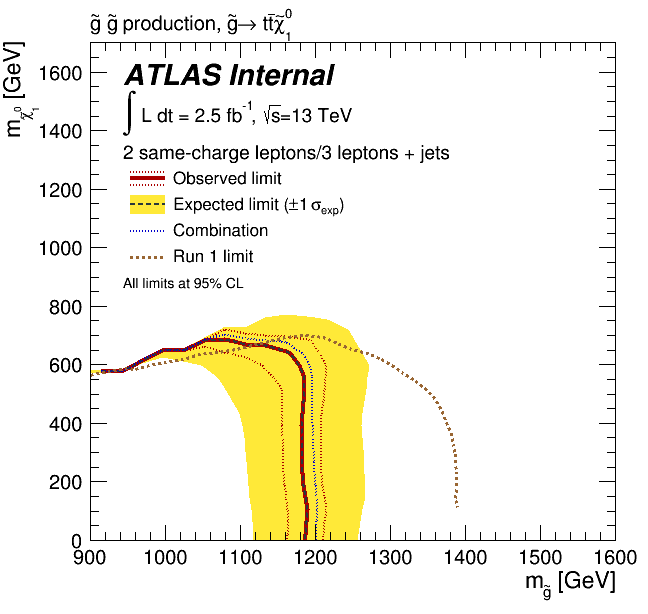 g̃ g̃ production, g̃→ tt̄χ̃₁⁰
m_χ̃₁⁰ [GeV]
ATLAS Internal
∫ L dt = 2.5 fb⁻¹, √s=13 TeV
2 same-charge leptons/3 leptons + jets
Observed limit
Expected limit (±1 σ_exp)
Combination
Run 1 limit
All limits at 95% CL
1600
1400
1200
1000
800
600
400
200
0
900 1000 1100 1200 1300 1400 1500 1600
m_g̃ [GeV]